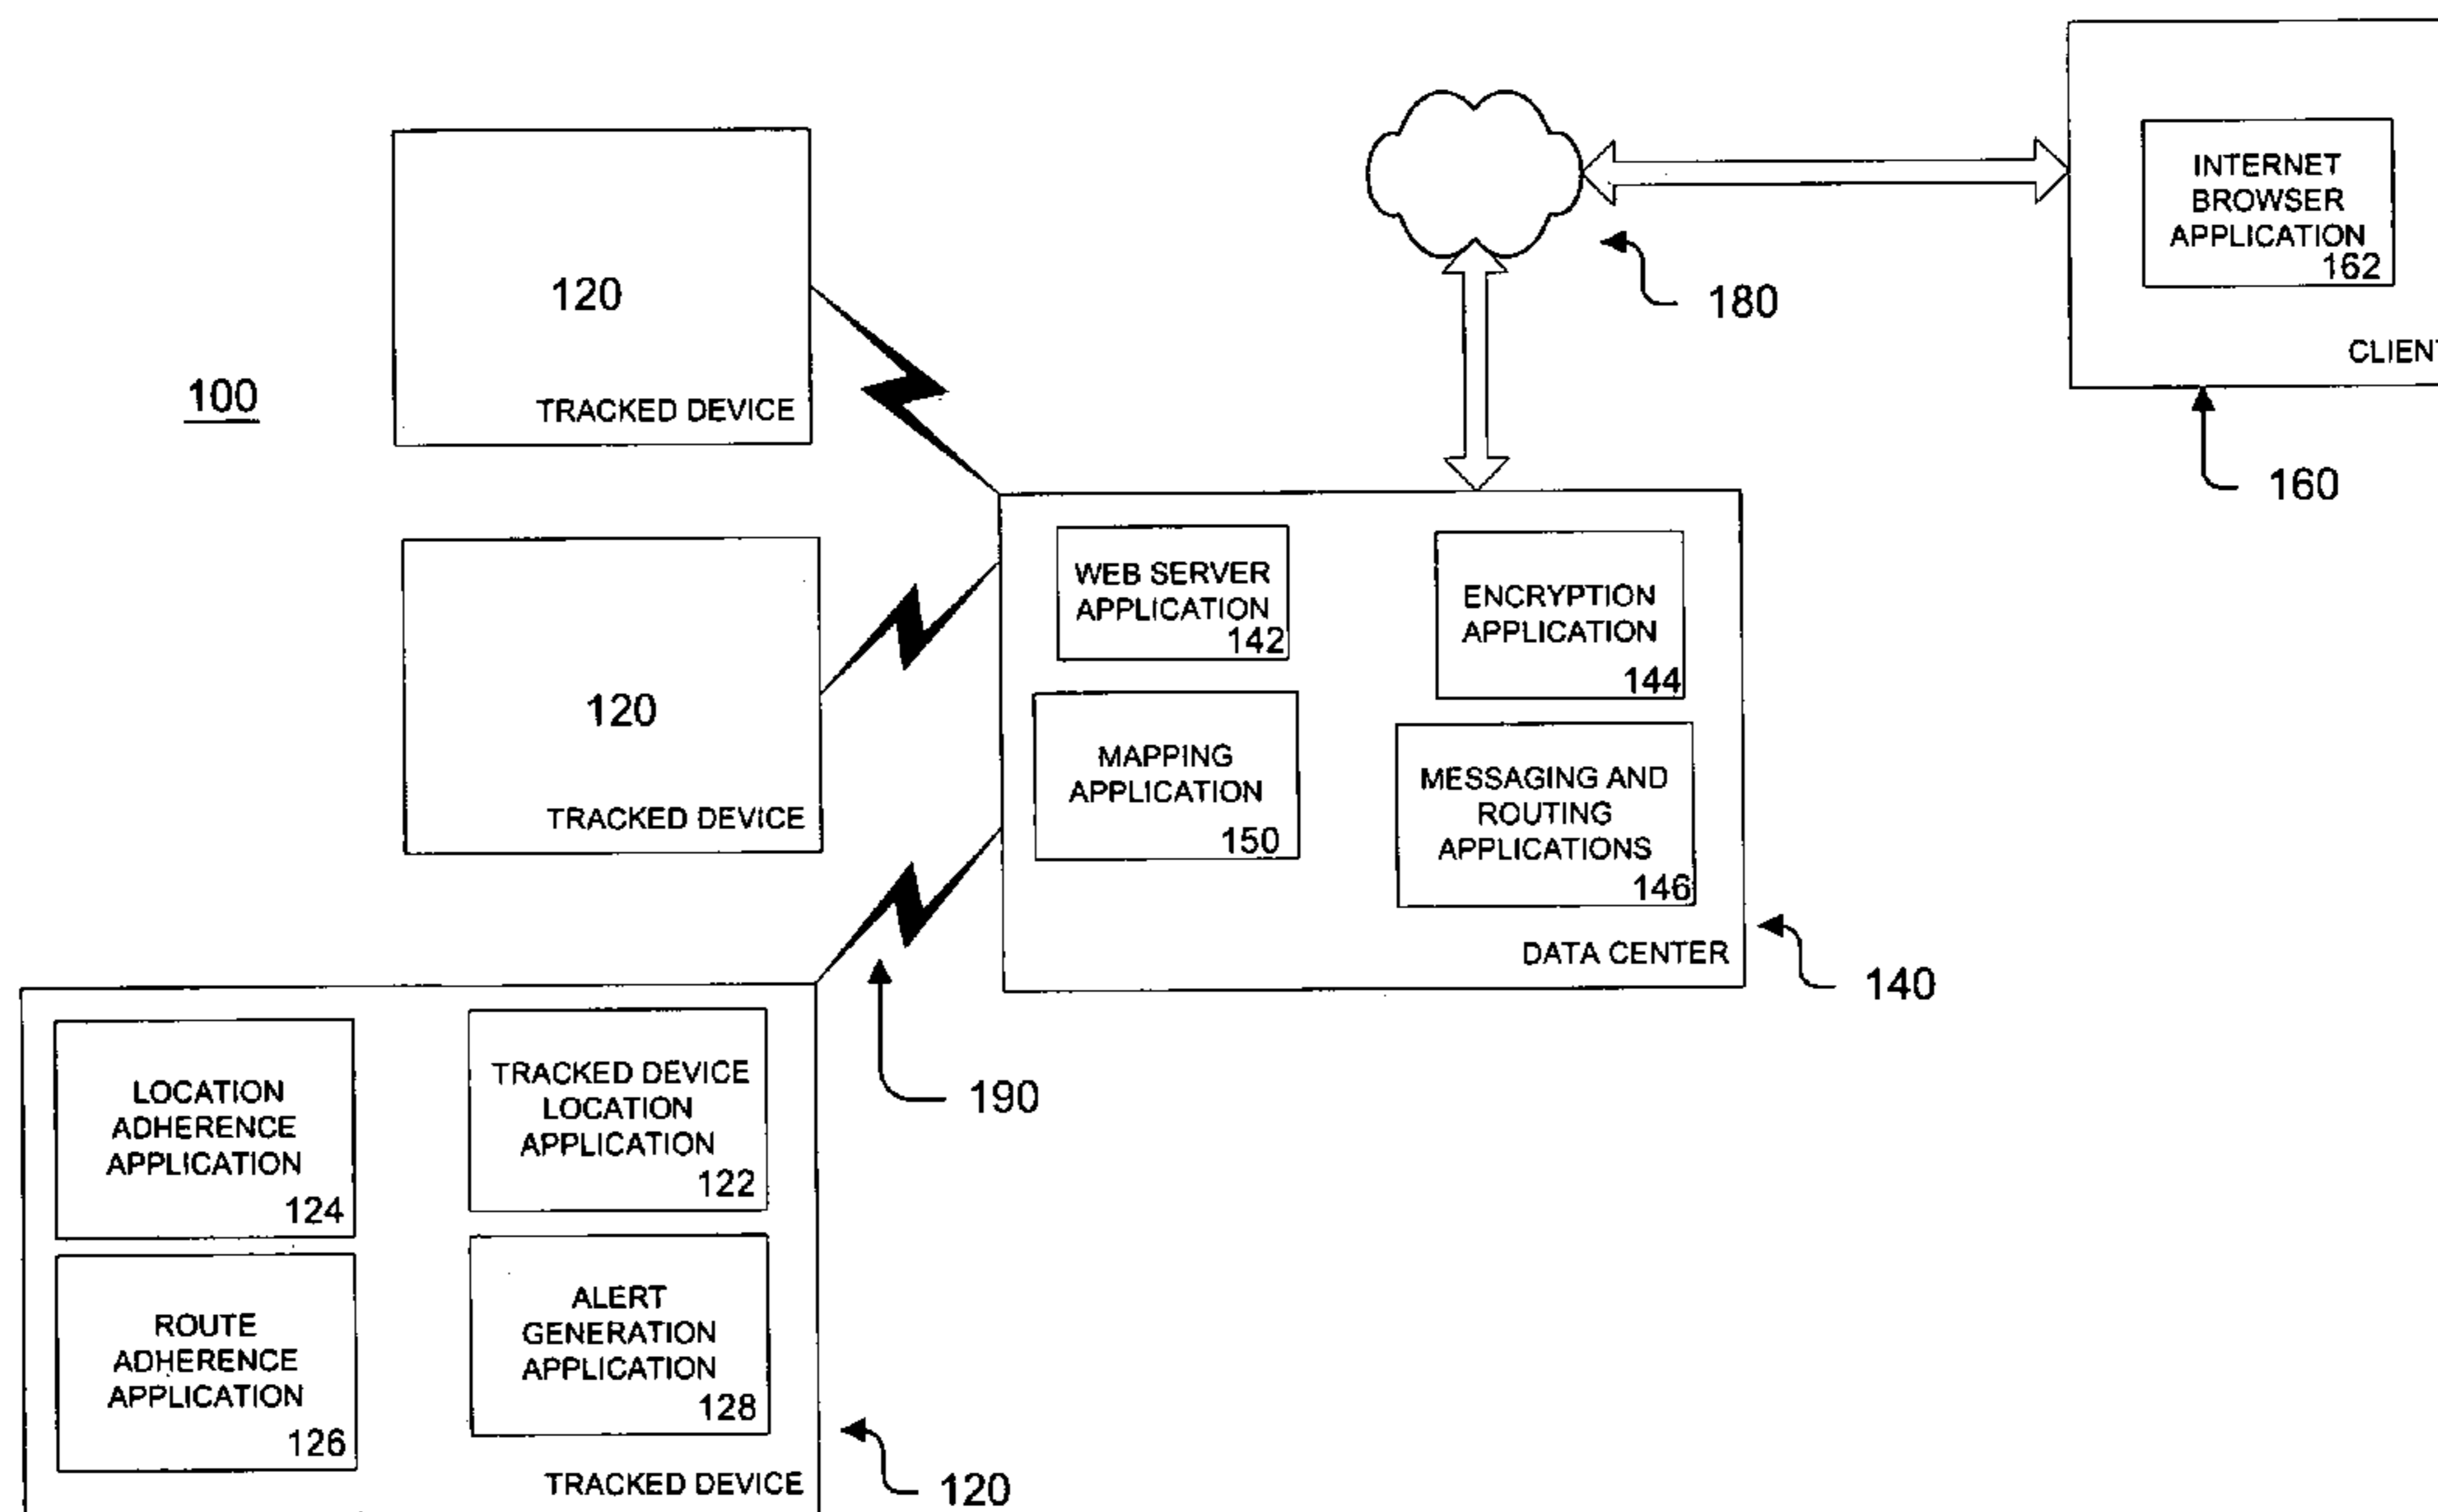 100
120
TRACKED DEVICE
120
TRACKED DEVICE
180
INTERNET
BROWSER
APPLICATION
162
CLIENT
160
WEB SERVER
APPLICATION
142
ENCRYPTION
APPLICATION
144
MAPPING
APPLICATION
150
MESSAGING AND
ROUTING
APPLICATIONS
146
DATA CENTER
140
190
LOCATION
ADHERENCE
APPLICATION
124
TRACKED DEVICE
LOCATION
APPLICATION
122
ROUTE
ADHERENCE
APPLICATION
126
ALERT
GENERATION
APPLICATION
128
TRACKED DEVICE
120